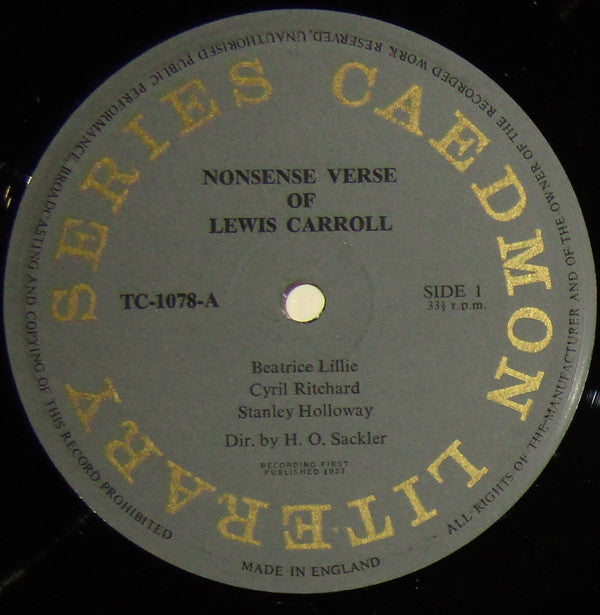 CAEDMON LITERARY SERIES
ALL RIGHTS OF THE MANUFACTURER AND OF THE OWNER OF THE RECORDED WORK RESERVED. UNAUTHORISED PUBLIC PERFORMANCE, BROADCASTING AND COPYING OF THIS RECORD PROHIBITED
NONSENSE VERSE
OF
LEWIS CARROLL
TC-1078-A
SIDE 1
33⅓ r.p.m.
Beatrice Lillie
Cyril Ritchard
Stanley Holloway
Dir. by H. O. Sackler
RECORDING FIRST
PUBLISHED 1957
MADE IN ENGLAND